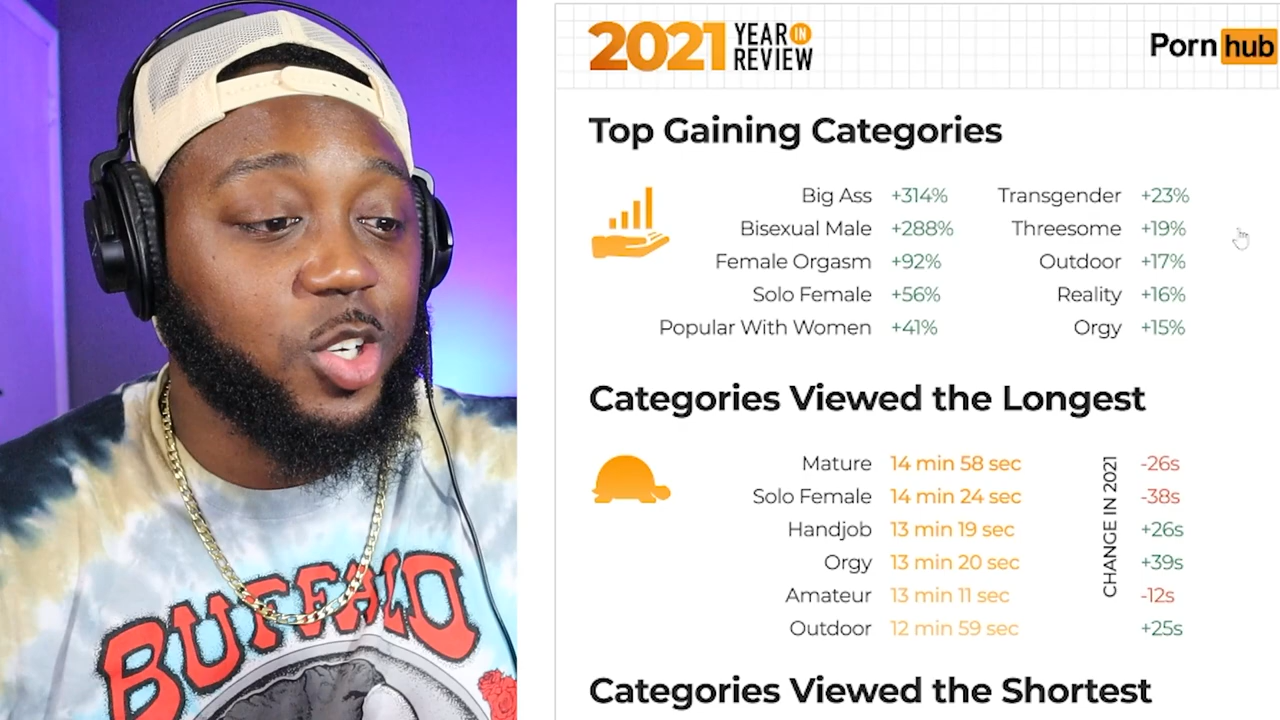 BUFFALO
2021 YEAR IN REVIEW
Pornhub
Top Gaining Categories
Big Ass +314% Transgender +23%
Bisexual Male +288% Threesome +19%
Female Orgasm +92% Outdoor +17%
Solo Female +56% Reality +16%
Popular With Women +41% Orgy +15%
Categories Viewed the Longest
Mature 14 min 58 sec -26s
Solo Female 14 min 24 sec -38s
Handjob 13 min 19 sec +26s
Orgy 13 min 20 sec +39s
Amateur 13 min 11 sec -12s
Outdoor 12 min 59 sec +25s
CHANGE IN 2021
Categories Viewed the Shortest